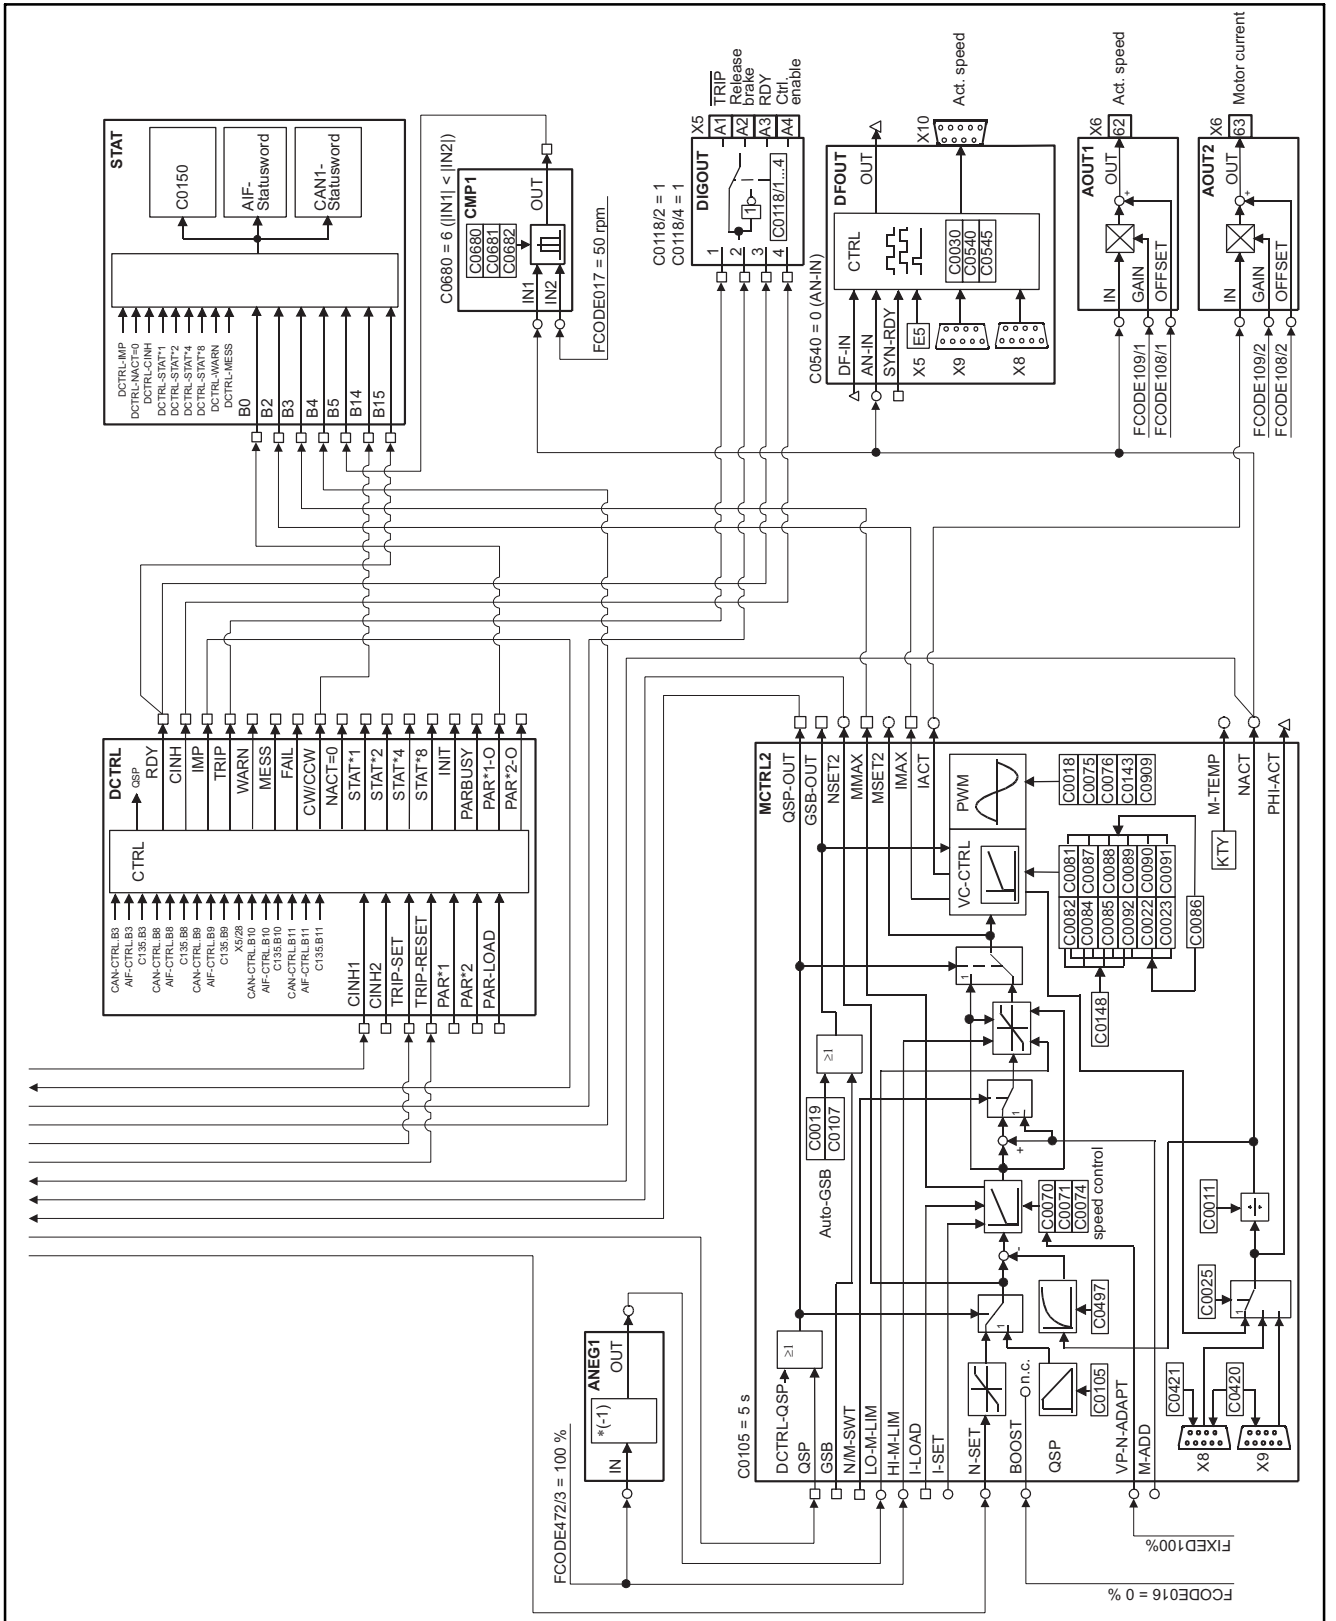 STAT
C0150
AIF-
Statusword
CAN1-
Statusword
DCTRL-IMP
DCTRL-NACT=0
DCTRL-CINH
DCTRL-STAT*1
DCTRL-STAT*2
DCTRL-STAT*4
DCTRL-STAT*8
DCTRL-WARN
DCTRL-MESS
B0
B2
B3
B4
B5
B14
B15
C0680 = 6 (|IN1| < |IN2|)
CMP1
C0680
C0681
C0682
OUT
IN1
IN2
FCODE017 = 50 rpm
C0118/2 = 1
C0118/4 = 1
DIGOUT
1
2
3
4
1
C0118/1...4
X5
A1
A2
A3
A4
TRIP
Release
brake
RDY
Ctrl.
enable
C0540 = 0 (AN-IN)
DFOUT
CTRL
OUT
C0030
C0540
C0545
DF-IN
AN-IN
SYN-RDY
X5
E5
X9
X8
X10
Act. speed
AOUT1
IN
OUT
+
GAIN
OFFSET
X6
62
Act. speed
FCODE109/1
FCODE108/1
AOUT2
IN
OUT
+
GAIN
OFFSET
X6
63
Motor current
FCODE109/2
FCODE108/2
DCTRL
QSP
CTRL
RDY
CINH
IMP
TRIP
WARN
MESS
FAIL
CW/CCW
NACT=0
STAT*1
STAT*2
STAT*4
STAT*8
INIT
PARBUSY
PAR*1-O
PAR*2-O
CAN-CTRL.B3
AIF-CTRL.B3
C135.B3
CAN-CTRL.B8
AIF-CTRL.B8
C135.B8
CAN-CTRL.B9
AIF-CTRL.B9
C135.B9
X5/28
CAN-CTRL.B10
AIF-CTRL.B10
C135.B10
CAN-CTRL.B11
AIF-CTRL.B11
C135.B11
CINH1
CINH2
TRIP-SET
TRIP-RESET
PAR*1
PAR*2
PAR-LOAD
FCODE472/3 = 100 %
ANEG1
*(-1)
IN
OUT
C0105 = 5 s
MCTRL2
QSP-OUT
GSB-OUT
NSET2
MMAX
MSET2
IMAX
IACT
M-TEMP
NACT
PHI-ACT
PWM
VC-CTRL
C0018
C0075
C0076
C0143
C0909
C0082
C0081
C0084
C0087
C0085
C0088
C0092
C0089
C0022
C0090
C0023
C0091
C0086
C0148
KTY
≥1
C0019
C0107
Auto-GSB
1
1
+
C0070
C0071
C0074
speed control
-
1
C0497
C0105
≥1
C0011
÷
C0025
1
C0421
C0420
X8
X9
DCTRL-QSP
QSP
GSB
N/M-SWT
LO-M-LIM
HI-M-LIM
I-LOAD
I-SET
N-SET
BOOST
n.c.
QSP
VP-N-ADAPT
M-ADD
FIXED100%
FCODE016 = 0 %